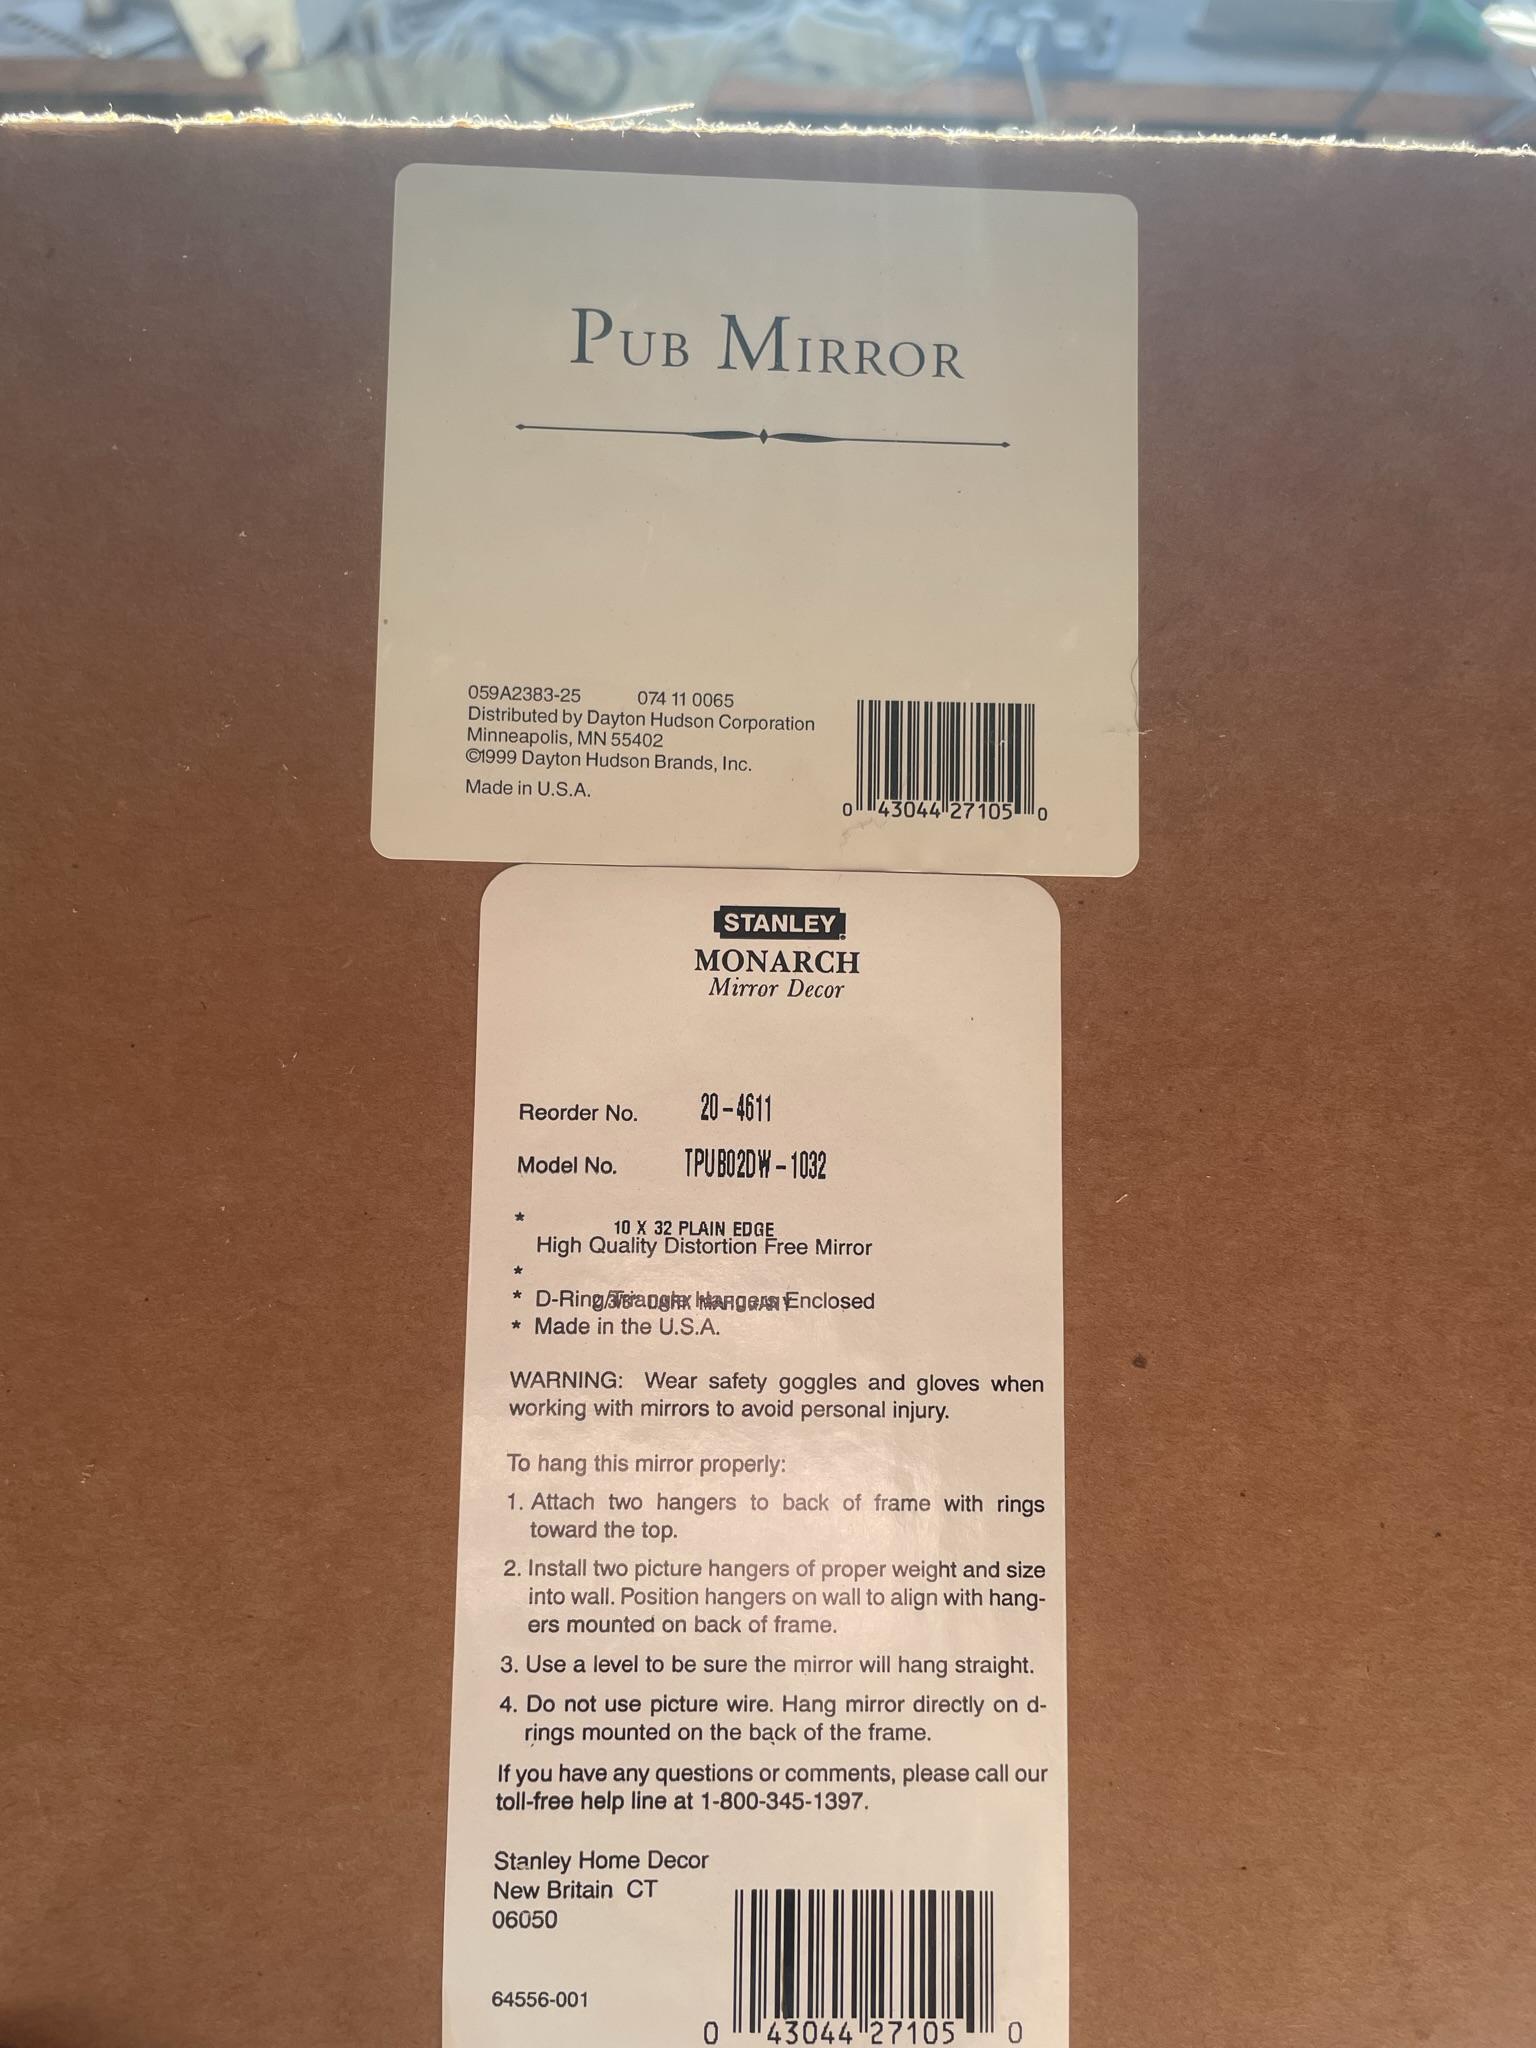 PUB MIRROR
059A2383-25 074 11 0065
Distributed by Dayton Hudson Corporation
Minneapolis, MN 55402
©1999 Dayton Hudson Brands, Inc.
Made in U.S.A.
0 43044 27105 0
STANLEY
MONARCH
Mirror Decor
Reorder No. 20-4611
Model No. TPUB02DW-1032
*
10 X 32 PLAIN EDGE
High Quality Distortion Free Mirror
*
* D-Ring/Triangle Hangers Enclosed
DARK MAHOGANY
* Made in the U.S.A.
WARNING: Wear safety goggles and gloves when
working with mirrors to avoid personal injury.
To hang this mirror properly:
1. Attach two hangers to back of frame with rings
toward the top.
2. Install two picture hangers of proper weight and size
into wall. Position hangers on wall to align with hang-
ers mounted on back of frame.
3. Use a level to be sure the mirror will hang straight.
4. Do not use picture wire. Hang mirror directly on d-
rings mounted on the back of the frame.
If you have any questions or comments, please call our
toll-free help line at 1-800-345-1397.
Stanley Home Decor
New Britain CT
06050
64556-001
0 43044 27105 0